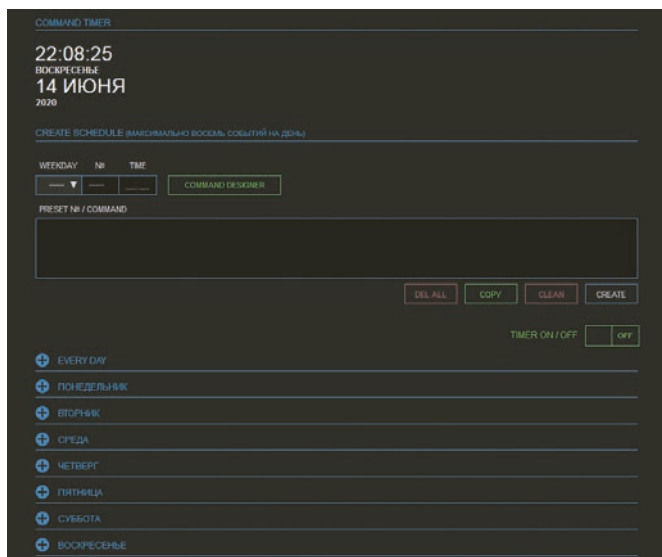 COMMAND TIMER
22:08:25
ВОСКРЕСЕНЬЕ
14 ИЮНЯ
2020
CREATE SCHEDULE (МАКСИМАЛЬНО ВОСЕМЬ СОБЫТИЙ НА ДЕНЬ)
WEEKDAY № TIME
---- ▼ ---- __:__ COMMAND DESIGNER
PRESET № / COMMAND
DEL ALL COPY CLEAN CREATE
TIMER ON / OFF OFF
EVERY DAY
ПОНЕДЕЛЬНИК
ВТОРНИК
СРЕДА
ЧЕТВЕРГ
ПЯТНИЦА
СУББОТА
ВОСКРЕСЕНЬЕ